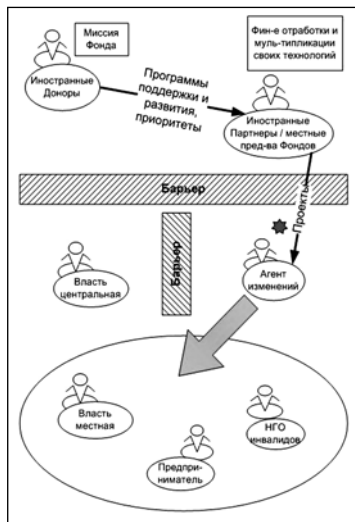 Миссия
Фонда
Фин-е отработки и
муль-типликации
своих технологий
Иностранные
Доноры
Программы
поддержки и
развития,
приоритеты
Иностранные
Партнеры / местные
пред-ва Фондов
Барьер
Проекты
Барьер
Власть
центральная
Агент
изменений
Власть
местная
НГО
инвалидов
Предпри-
ниматель